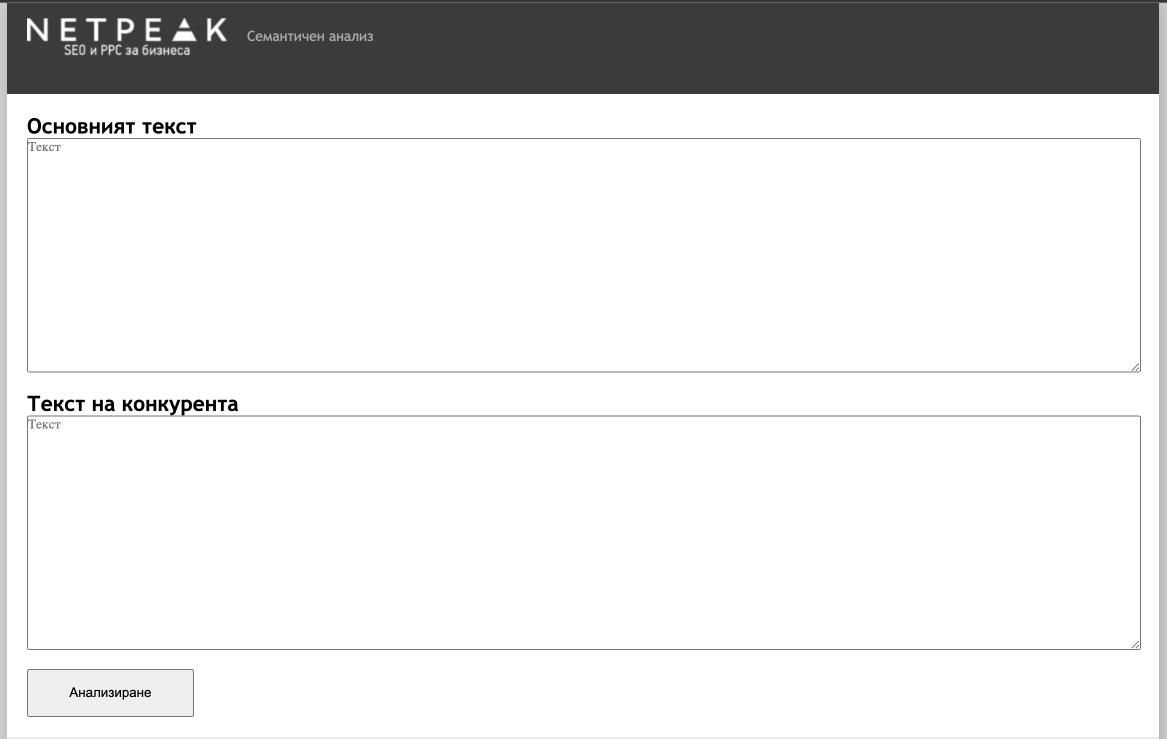 NETPEAK
SEO и PPC за бизнеса
Семантичен анализ
Основният текст
Текст
Текст на конкурента
Текст
Анализиране